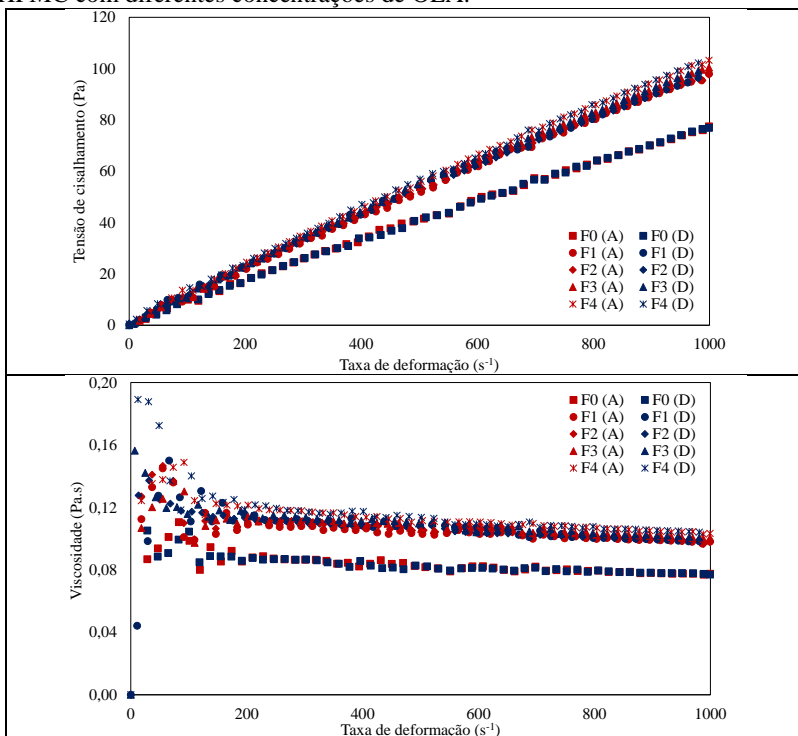 HPMC com diferentes concentrações de OEA.
120
100
80
60
40
20
0
Tensão de cisalhamento (Pa)
F0 (A) F0 (D)
F1 (A) F1 (D)
F2 (A) F2 (D)
F3 (A) F3 (D)
F4 (A) F4 (D)
0 200 400 600 800 1000
Taxa de deformação (s-1)
0,20
0,16
0,12
0,08
0,04
0,00
Viscosidade (Pa.s)
F0 (A) F0 (D)
F1 (A) F1 (D)
F2 (A) F2 (D)
F3 (A) F3 (D)
F4 (A) F4 (D)
0 200 400 600 800 1000
Taxa de deformação (s-1)